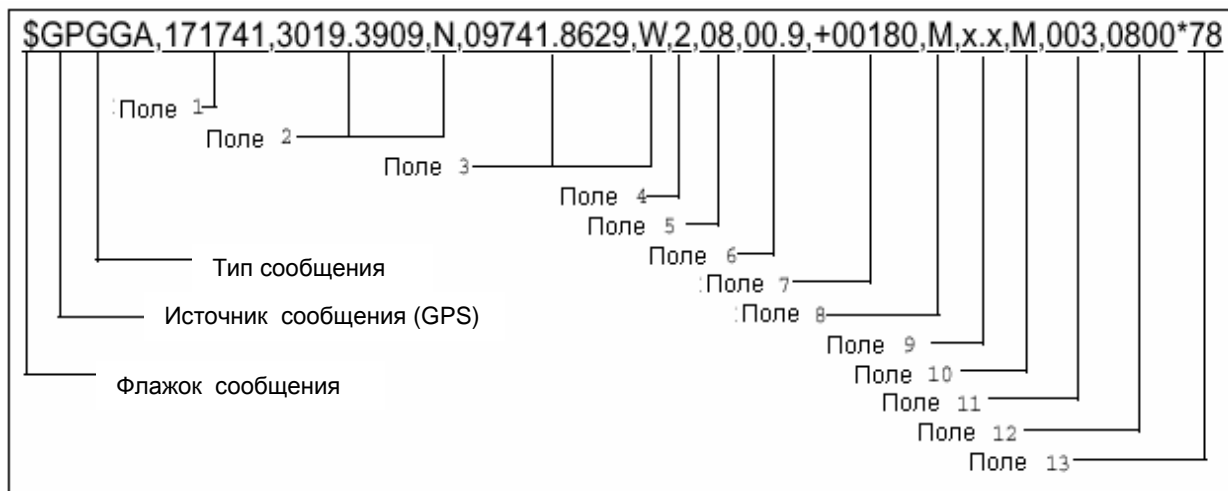 $GPGGA,171741,3019.3909,N,09741.8629,W,2,08,00.9,+00180,M,x.x,M,003,0800*78
Поле 1
Поле 2
Поле 3
Поле 4
Поле 5
Поле 6
Тип сообщения
Поле 7
Источник сообщения (GPS)
Поле 8
Поле 9
Поле 10
Флажок сообщения
Поле 11
Поле 12
Поле 13